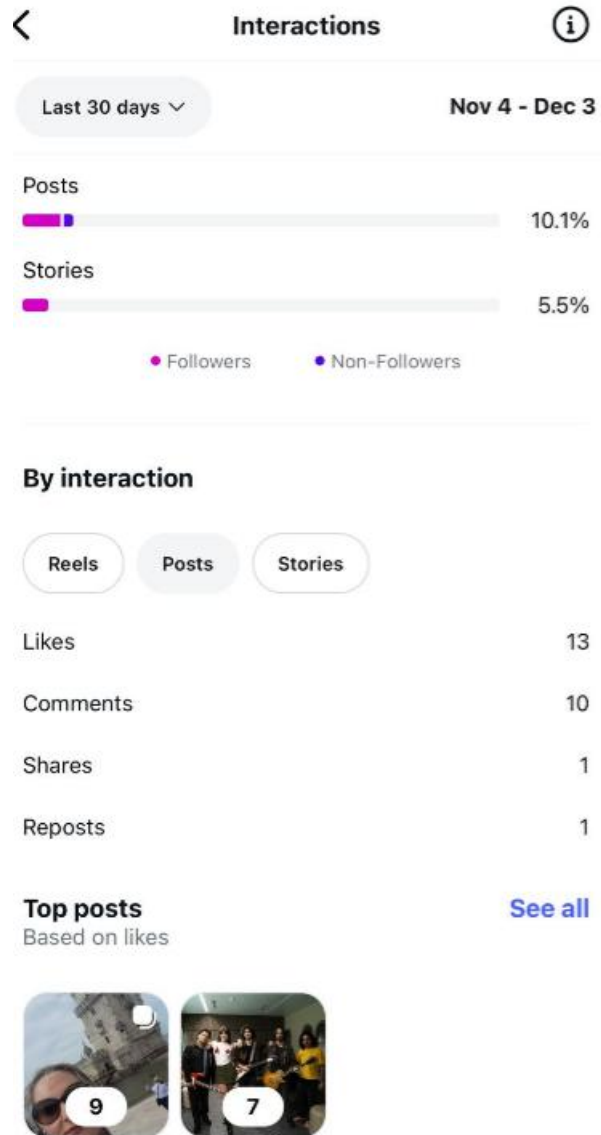 Interactions
Last 30 days
Nov 4 - Dec 3
Posts
10.1%
Stories
5.5%
Followers
Non-Followers
By interaction
Reels
Posts
Stories
Likes
13
Comments
10
Shares
1
Reposts
1
Top posts
See all
Based on likes
9
7